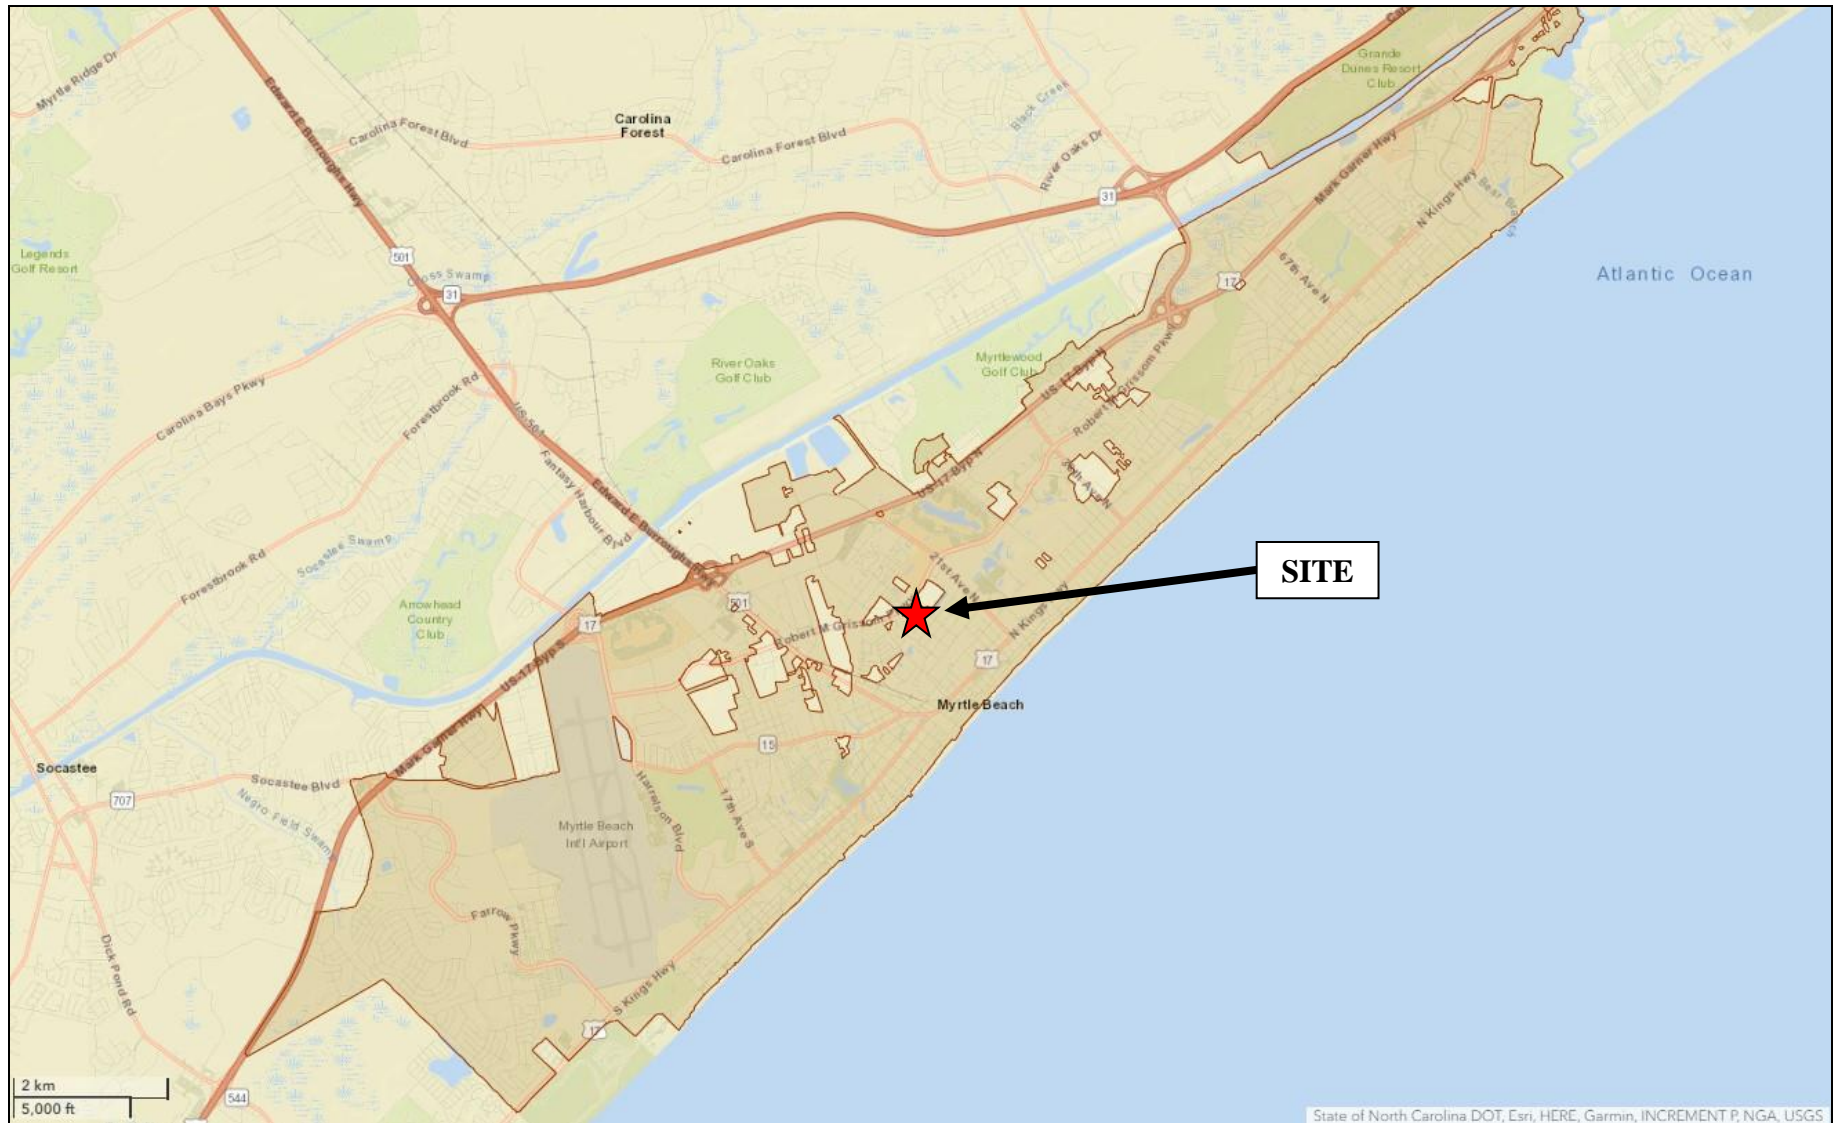 Myrtle Ridge Dr
Edward E Burroughs Hwy
Carolina Forest Blvd
Carolina
Forest
Carolina Forest Blvd
Black Creek
River Oaks Dr
Grande
Dunes Resort
Club
Mark Garner Hwy
N Kings Hwy
Bear Branch
31
Legends
Golf Resort
501
31
Atlantic Ocean
67th Ave N
17
River Oaks
Golf Club
Myrtlewood
Golf Club
US-17-Byp N
Robert M Grissom Pkwy
Carolina Bays Pkwy
Forestbrook Rd
US-501
Fantasy Harbour Blvd
Edward E Burroughs Hwy
US-17-Byp N
Forestbrook Rd
Socastee Swamp
21st Ave N
SITE
Arrowhead
Country
Club
17
501
Robert M Grissom
N Kings Hwy
17
US-17-Byp S
Myrtle Beach
Mark Garner Hwy
15
Socastee
Socastee Blvd
707
Negro Field Swamp
Harrelson Blvd
17th Ave S
Myrtle Beach
Int'l Airport
Farrow Pkwy
Dick Pond Rd
S Kings Hwy
17
2 km
5,000 ft
544
State of North Carolina DOT, Esri, HERE, Garmin, INCREMENT P, NGA, USGS